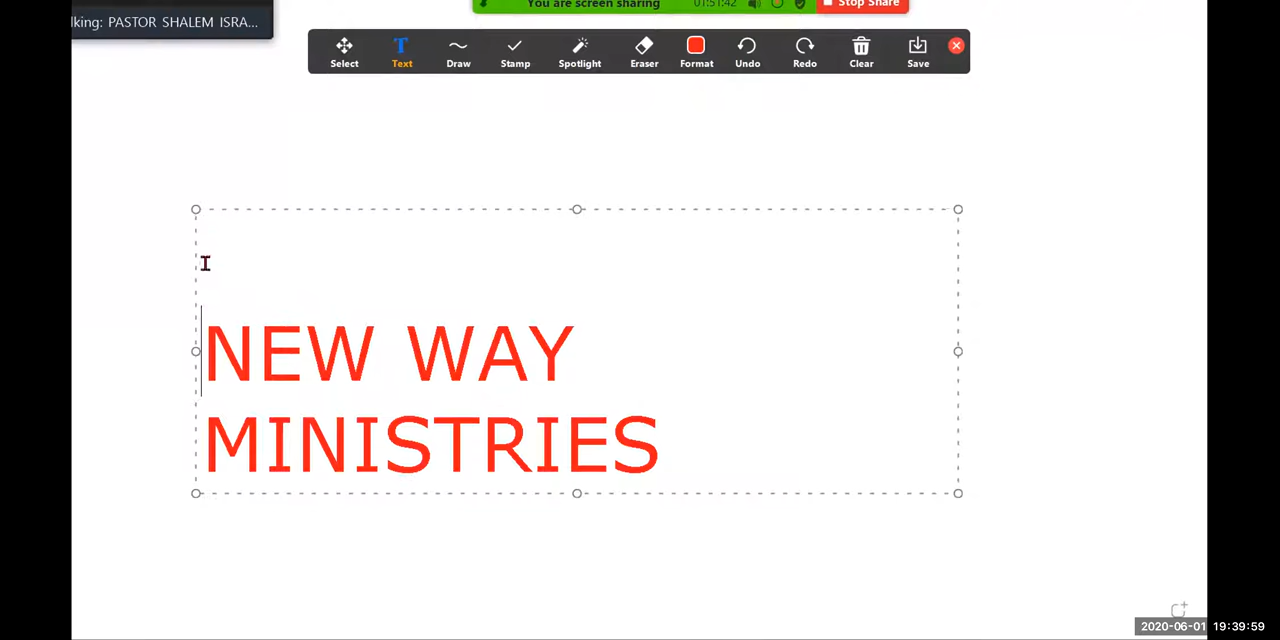 lking: PASTOR SHALEM ISRA...
You are screen sharing
01:51:42
Stop Share
Select
Text
Draw
Stamp
Spotlight
Eraser
Format
Undo
Redo
Clear
Save
NEW WAY
MINISTRIES
2020-06-01 19:39:59